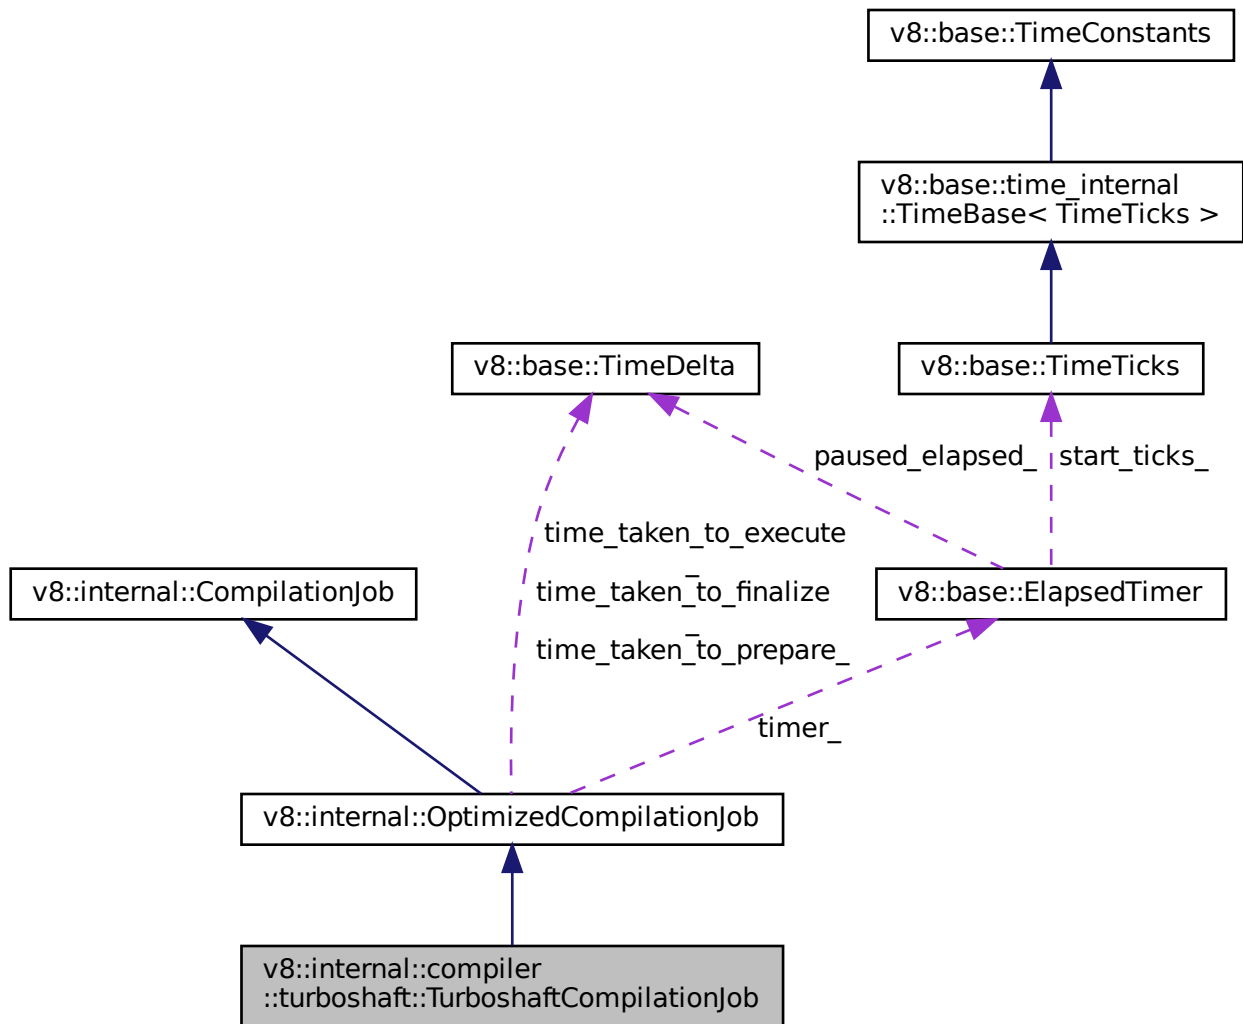 v8::base::TimeConstants
v8::base::time_internal
::TimeBase< TimeTicks >
v8::base::TimeDelta
v8::base::TimeTicks
paused_elapsed_
start_ticks_
time_taken_to_execute
_
time_taken_to_finalize
_
time_taken_to_prepare_
v8::internal::CompilationJob
v8::base::ElapsedTimer
timer_
v8::internal::OptimizedCompilationJob
v8::internal::compiler
::turboshaft::TurboshaftCompilationJob